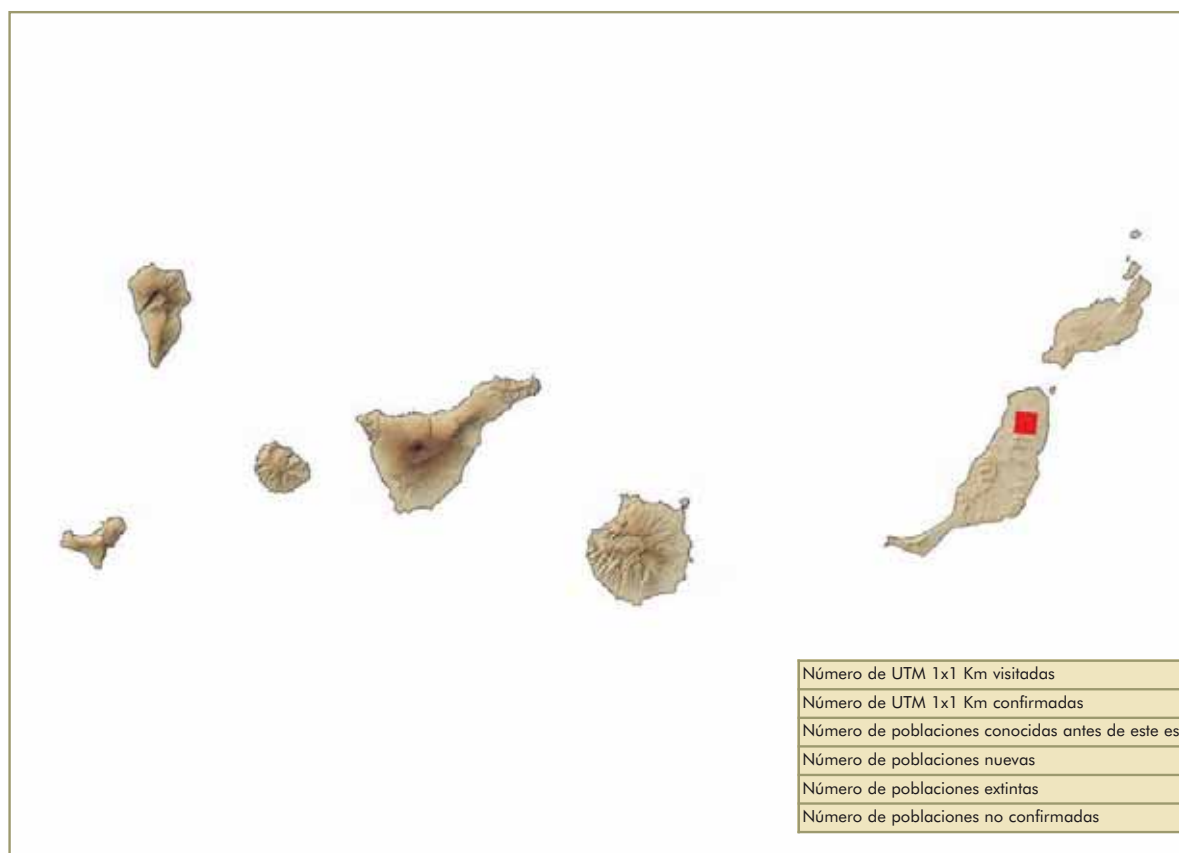 Número de UTM 1x1 Km visitadas
Número de UTM 1x1 Km confirmadas
Número de poblaciones conocidas antes de este es
Número de poblaciones nuevas
Número de poblaciones extintas
Número de poblaciones no confirmadas